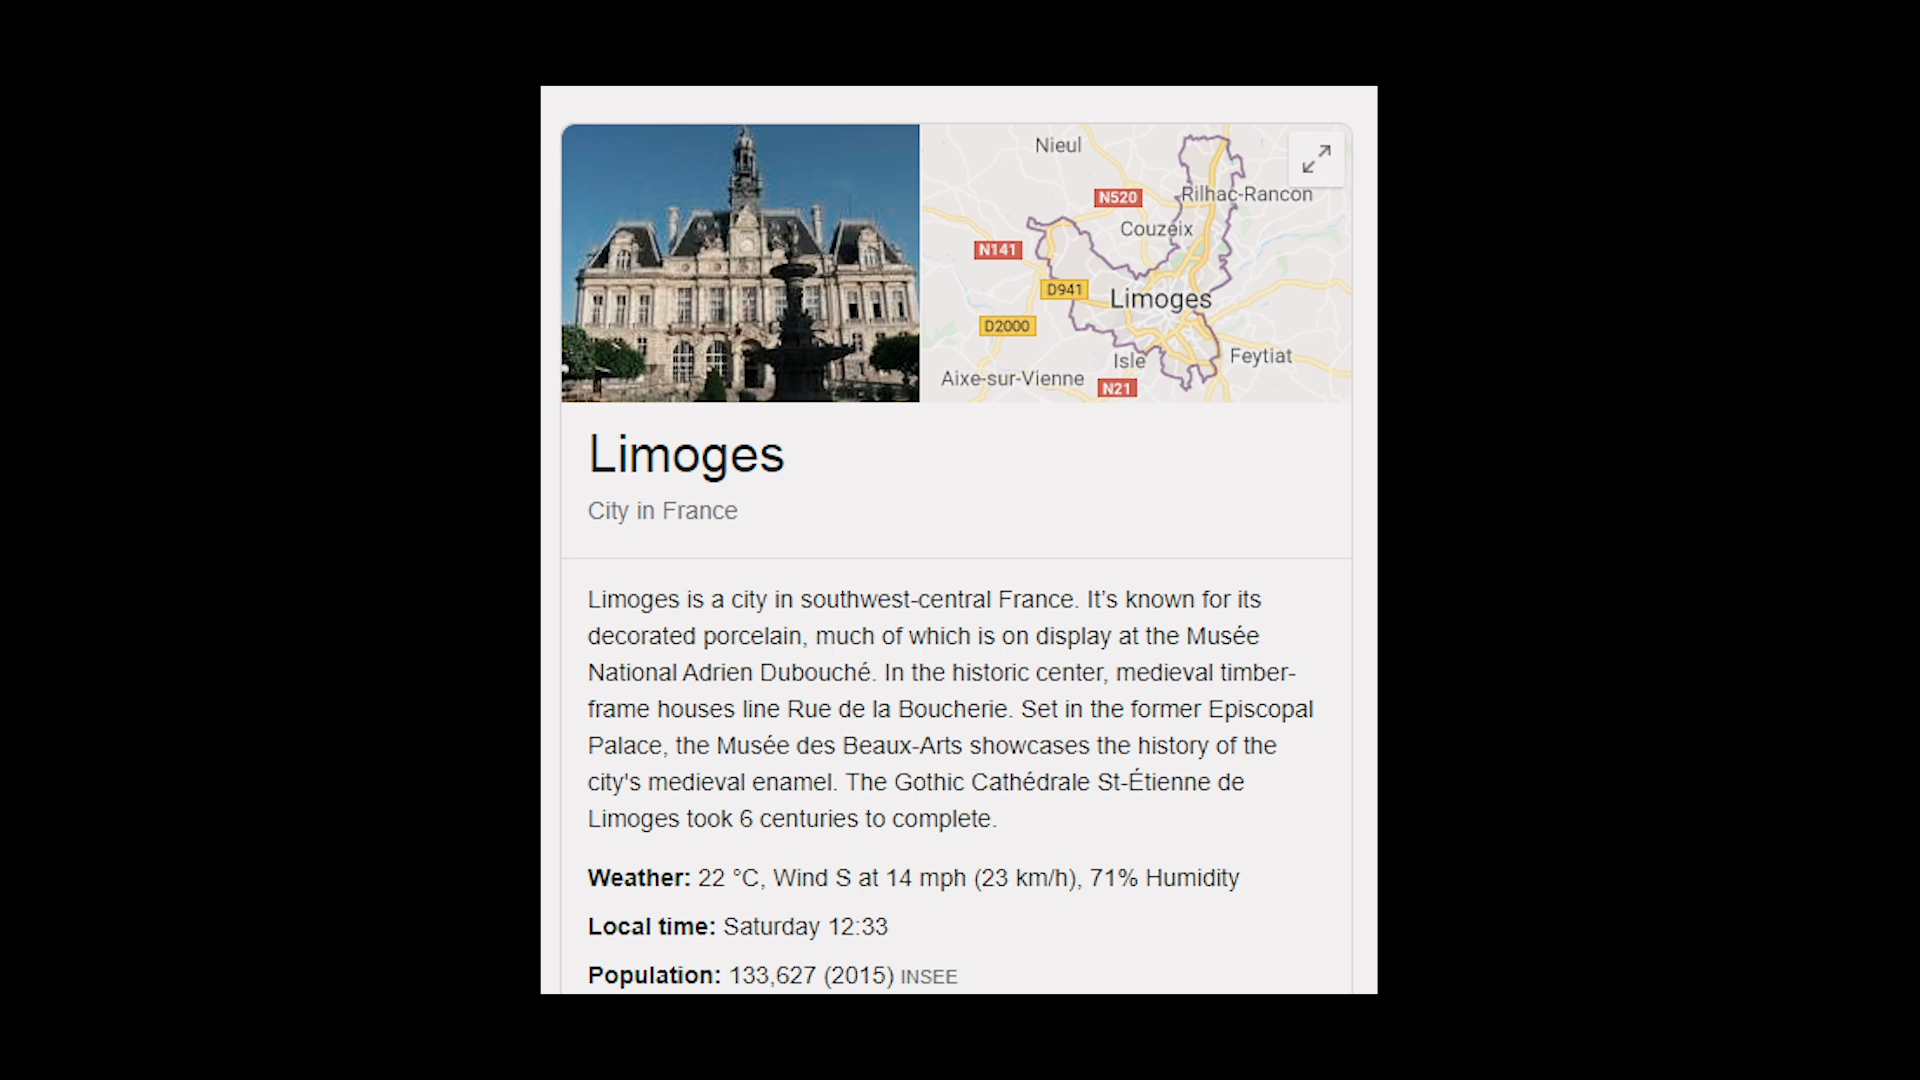 Nieul
N520
Rilhac-Rancon
Couzeix
N141
D941
Limoges
D2000
Isle
Feytiat
Aixe-sur-Vienne
N21
Limoges
City in France
Limoges is a city in southwest-central France. It’s known for its
decorated porcelain, much of which is on display at the Musée
National Adrien Dubouché. In the historic center, medieval timber-
frame houses line Rue de la Boucherie. Set in the former Episcopal
Palace, the Musée des Beaux-Arts showcases the history of the
city's medieval enamel. The Gothic Cathédrale St-Étienne de
Limoges took 6 centuries to complete.
Weather: 22 °C, Wind S at 14 mph (23 km/h), 71% Humidity
Local time: Saturday 12:33
Population: 133,627 (2015) INSEE